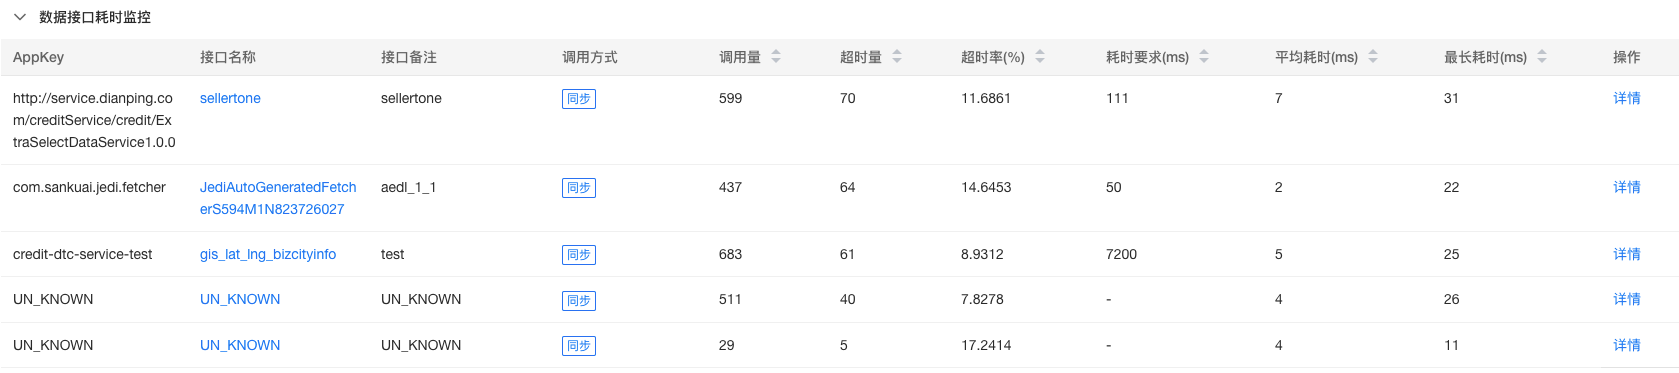 数据接口耗时监控
AppKey 接口名称 接口备注 调用方式 调用量 超时量 超时率(%) 耗时要求(ms) 平均耗时(ms) 最长耗时(ms) 操作
http://service.dianping.co sellertone sellertone 同步 599 70 11.6861 111 7 31 详情
m/creditService/credit/Ex
traSelectDataService1.0.0
com.sankuai.jedi.fetcher JediAutoGeneratedFetch aedl_1_1 同步 437 64 14.6453 50 2 22 详情
erS594M1N823726027
credit-dtc-service-test gis_lat_lng_bizcityinfo test 同步 683 61 8.9312 7200 5 25 详情
UN_KNOWN UN_KNOWN UN_KNOWN 同步 511 40 7.8278 - 4 26 详情
UN_KNOWN UN_KNOWN UN_KNOWN 同步 29 5 17.2414 - 4 11 详情